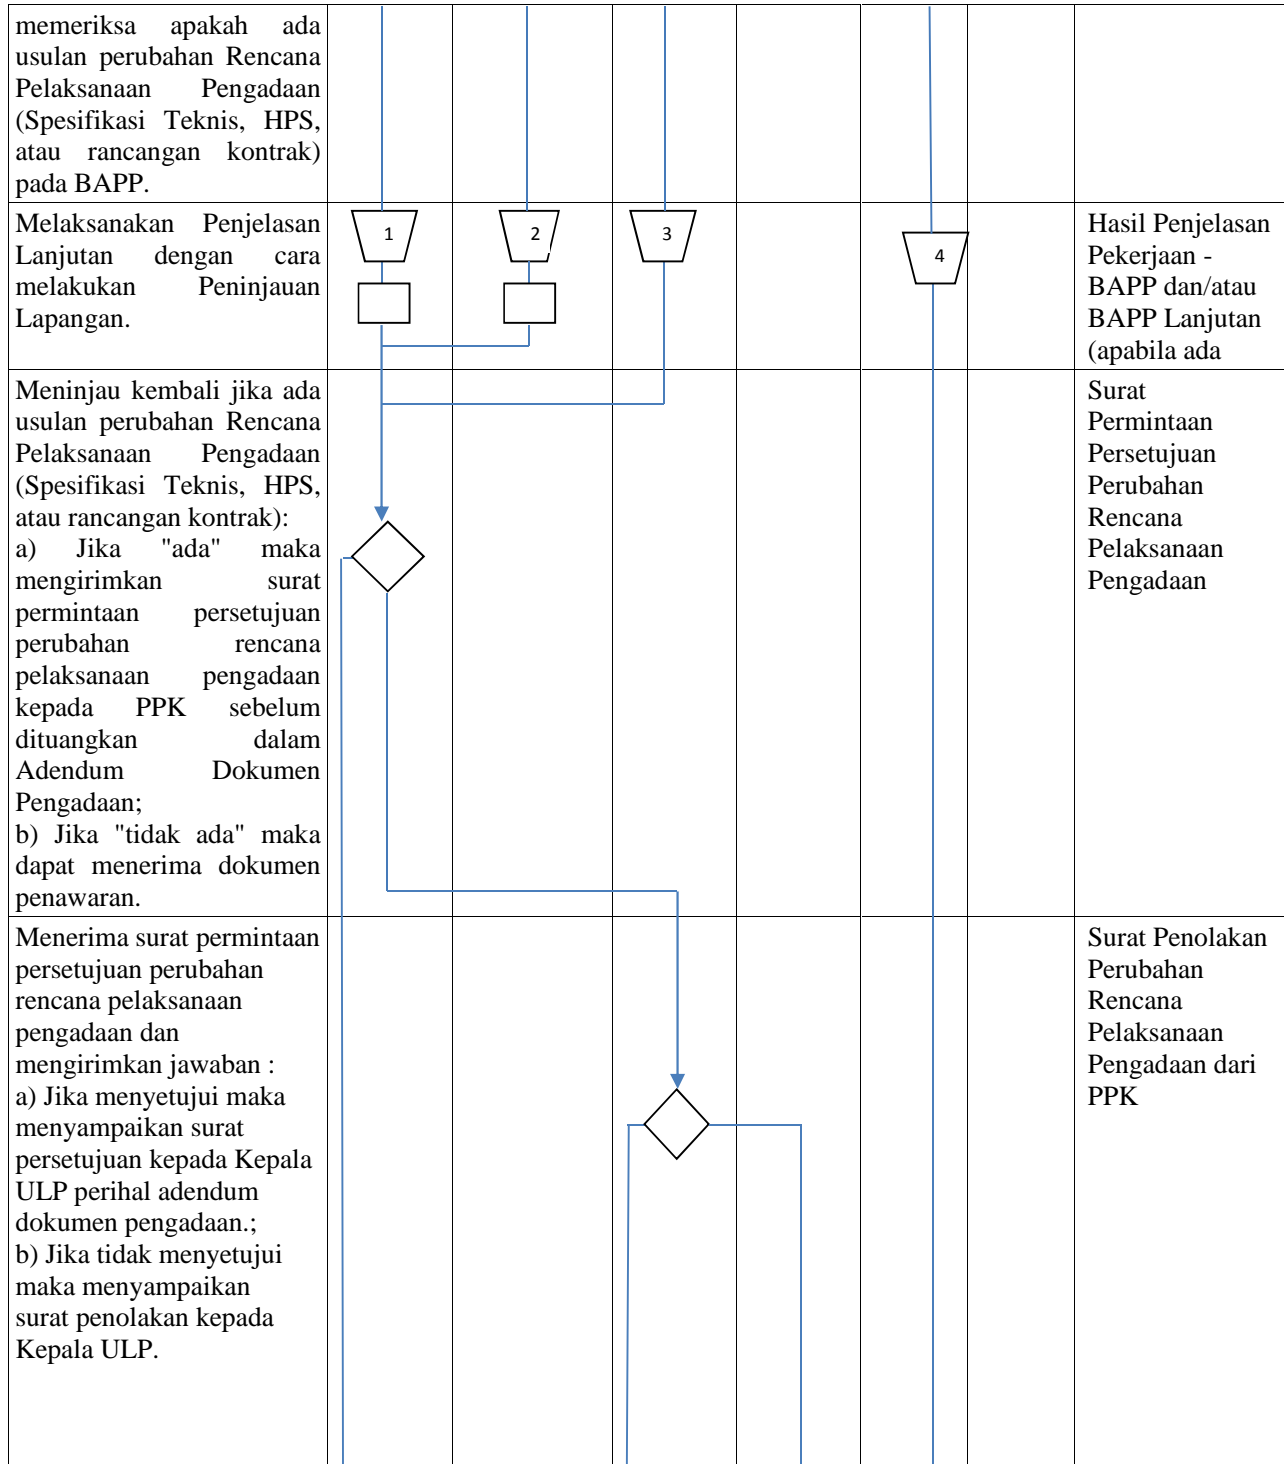 memeriksa apakah ada
usulan perubahan Rencana
Pelaksanaan Pengadaan
(Spesifikasi Teknis, HPS,
atau rancangan kontrak)
pada BAPP.
Melaksanakan Penjelasan
Lanjutan dengan cara
melakukan Peninjauan
Lapangan.
1
2
3
4
Hasil Penjelasan
Pekerjaan -
BAPP dan/atau
BAPP Lanjutan
(apabila ada
Meninjau kembali jika ada
usulan perubahan Rencana
Pelaksanaan Pengadaan
(Spesifikasi Teknis, HPS,
atau rancangan kontrak):
a) Jika "ada" maka
mengirimkan surat
permintaan persetujuan
perubahan rencana
pelaksanaan pengadaan
kepada PPK sebelum
dituangkan dalam
Adendum Dokumen
Pengadaan;
b) Jika "tidak ada" maka
dapat menerima dokumen
penawaran.
Surat
Permintaan
Persetujuan
Perubahan
Rencana
Pelaksanaan
Pengadaan
Menerima surat permintaan
persetujuan perubahan
rencana pelaksanaan
pengadaan dan
mengirimkan jawaban :
a) Jika menyetujui maka
menyampaikan surat
persetujuan kepada Kepala
ULP perihal adendum
dokumen pengadaan.;
b) Jika tidak menyetujui
maka menyampaikan
surat penolakan kepada
Kepala ULP.
Surat Penolakan
Perubahan
Rencana
Pelaksanaan
Pengadaan dari
PPK